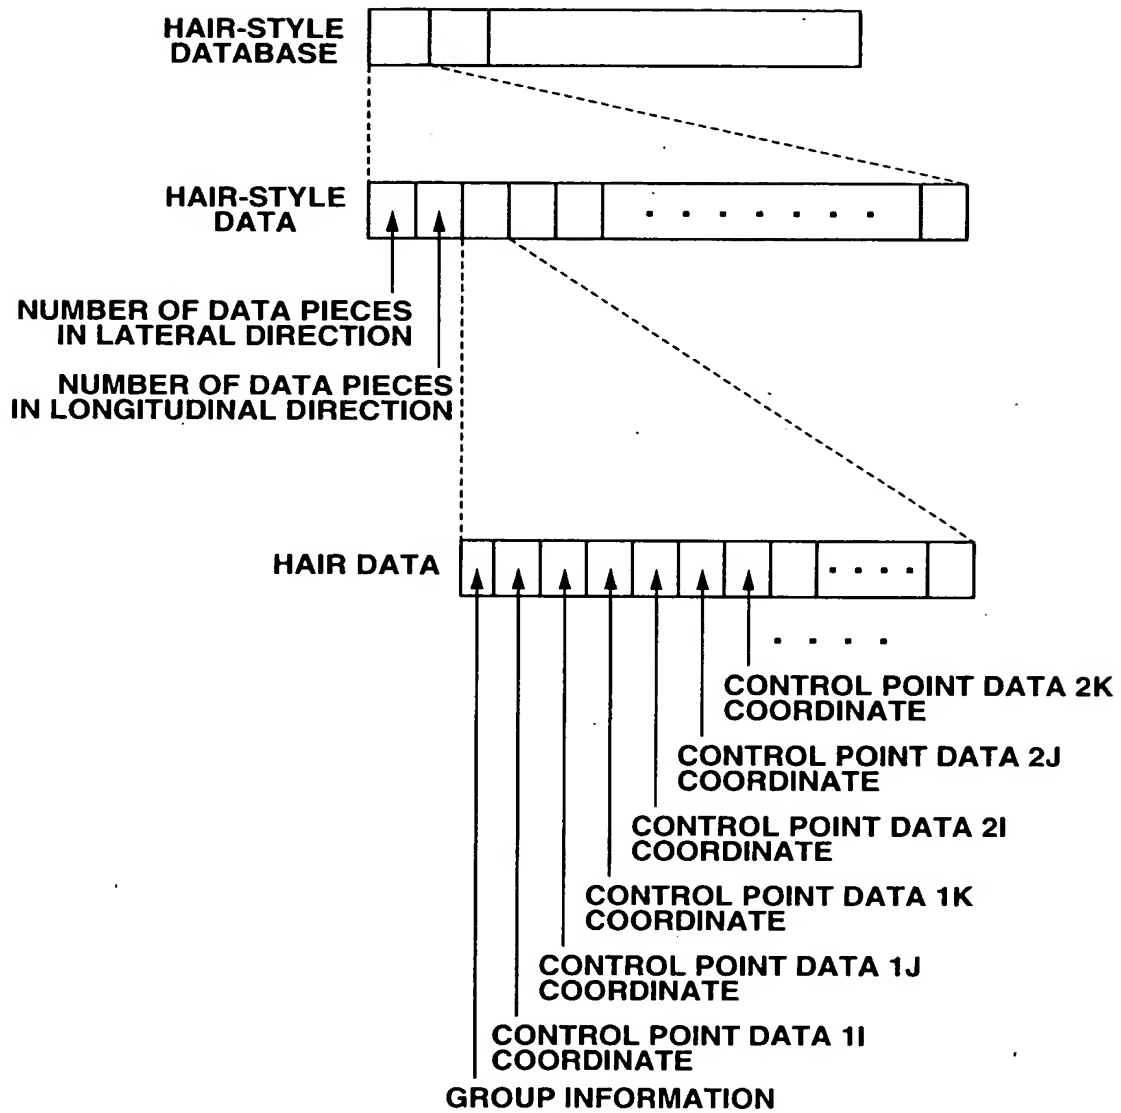 HAIR-STYLE
DATABASE
HAIR-STYLE
DATA
NUMBER OF DATA PIECES
IN LATERAL DIRECTION
NUMBER OF DATA PIECES
IN LONGITUDINAL DIRECTION
HAIR DATA
CONTROL POINT DATA 2K
COORDINATE
CONTROL POINT DATA 2J
COORDINATE
CONTROL POINT DATA 2I
COORDINATE
CONTROL POINT DATA 1K
COORDINATE
CONTROL POINT DATA 1J
COORDINATE
CONTROL POINT DATA 1I
COORDINATE
GROUP INFORMATION